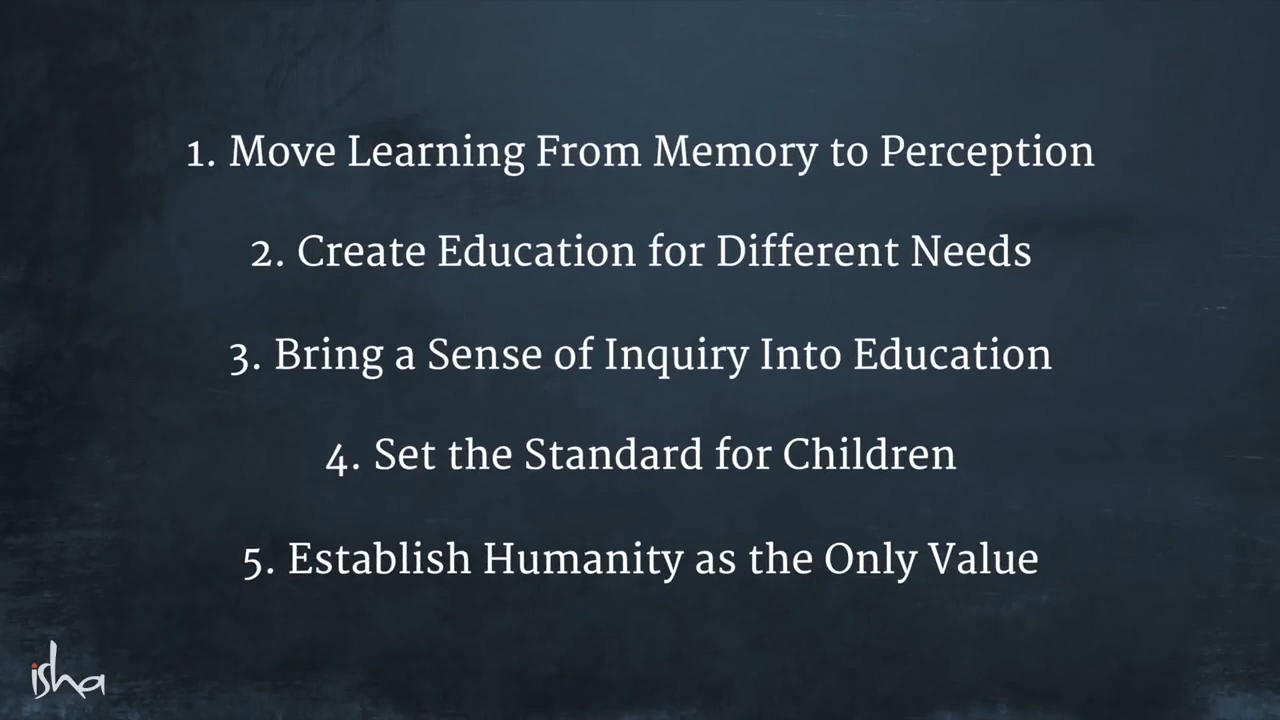 1. Move Learning From Memory to Perception
2. Create Education for Different Needs
3. Bring a Sense of Inquiry Into Education
4. Set the Standard for Children
5. Establish Humanity as the Only Value
isha